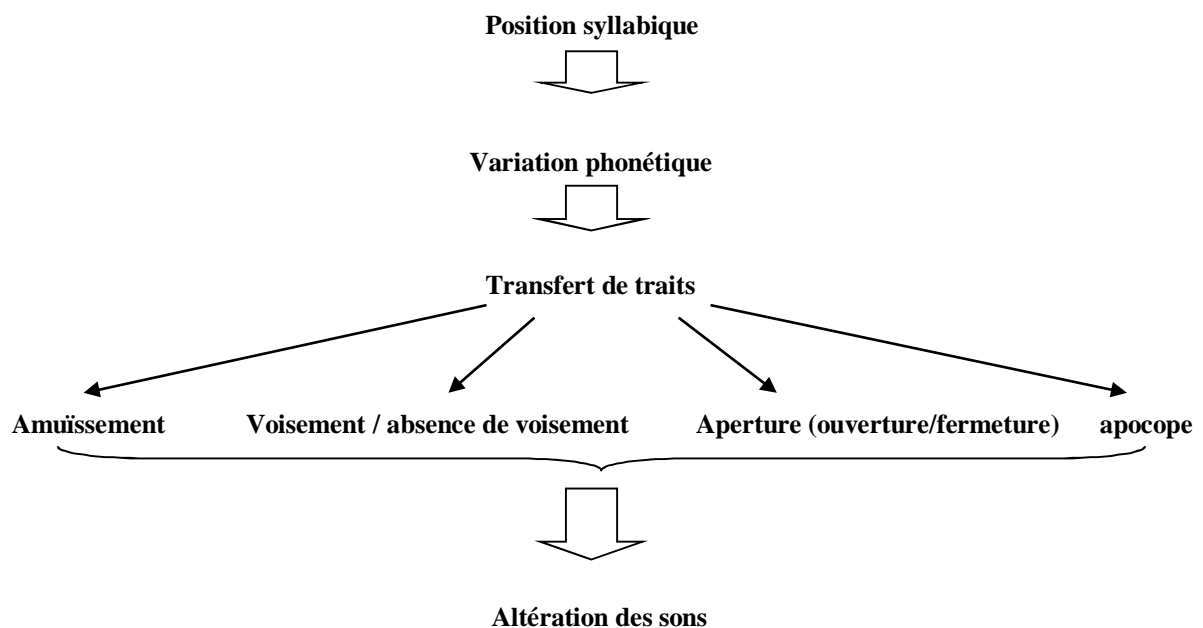 Position syllabique
Variation phonétique
Transfert de traits
Amuïssement Voisement / absence de voisement Aperture (ouverture/fermeture) apocope
Altération des sons